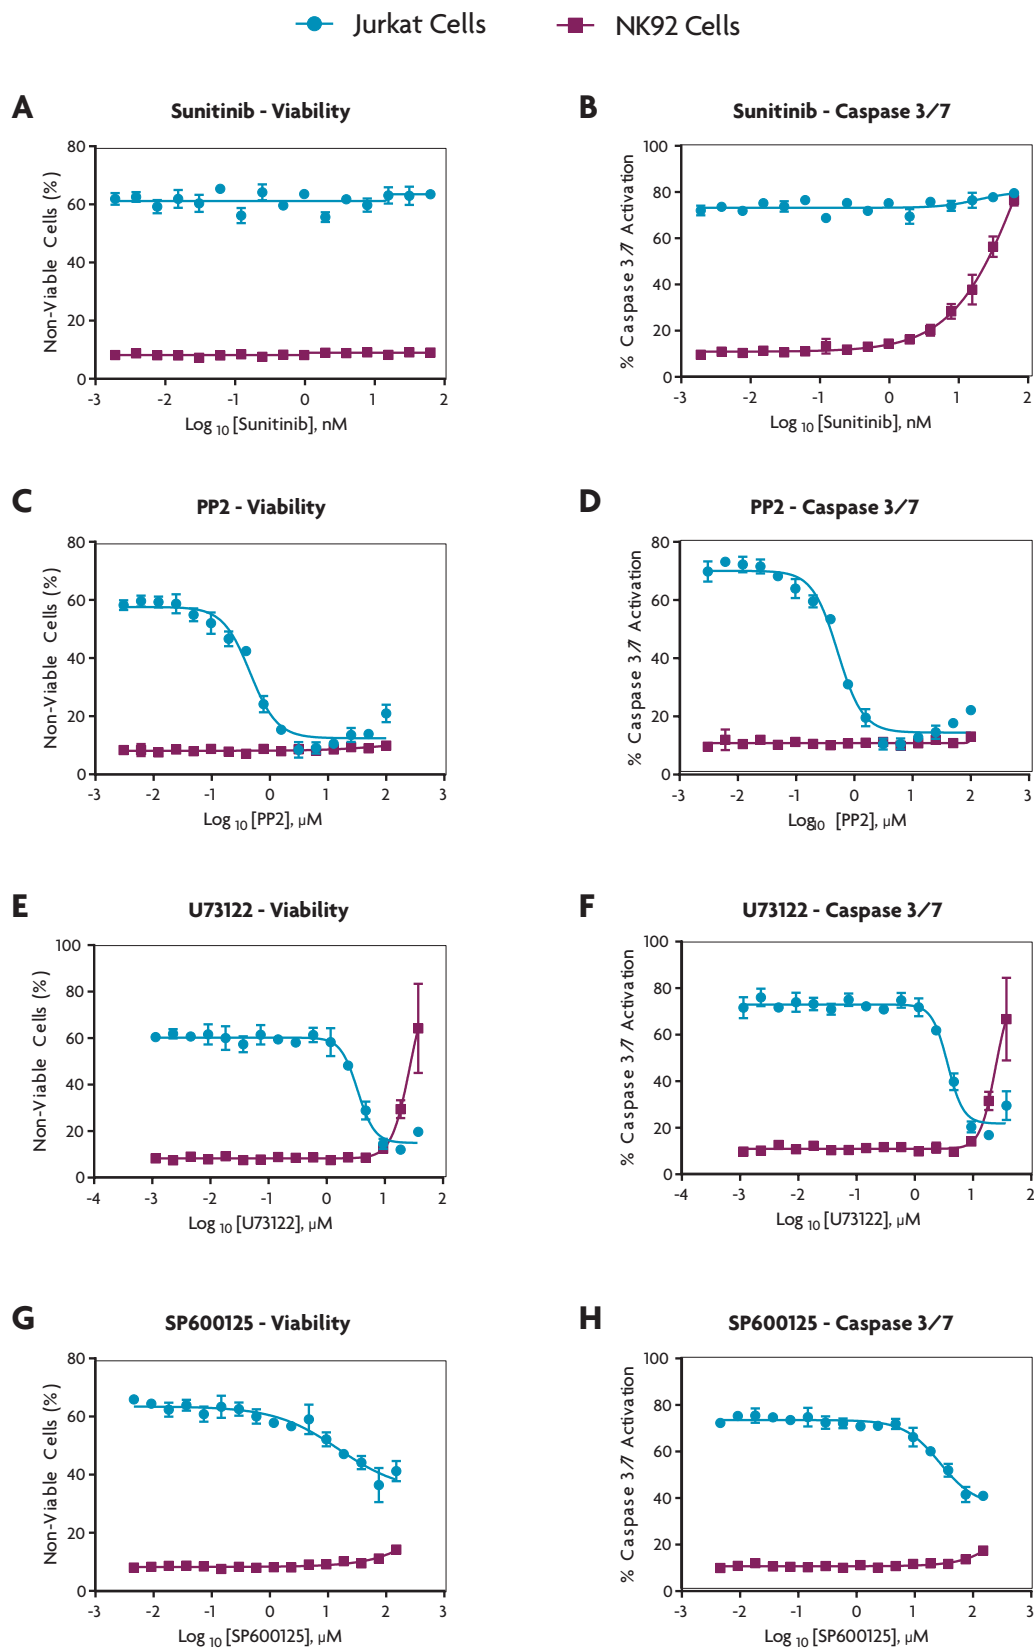 Jurkat Cells NK92 Cells
A Sunitinib - Viability
Non-Viable Cells (%)
80
60
40
20
0
-3 -2 -1 0 1 2
Log 10 [Sunitinib], nM
B Sunitinib - Caspase 3/7
% Caspase 3/7 Activation
100
80
60
40
20
0
-3 -2 -1 0 1 2
Log 10 [Sunitinib], nM
C PP2 - Viability
Non-Viable Cells (%)
80
60
40
20
0
-3 -2 -1 0 1 2 3
Log 10 [PP2], µM
D PP2 - Caspase 3/7
% Caspase 3/7 Activation
80
60
40
20
0
-3 -2 -1 0 1 2 3
Log10 [PP2], µM
E U73122 - Viability
Non-Viable Cells (%)
100
80
60
40
20
0
-4 -3 -2 -1 0 1 2
Log 10 [U73122], µM
F U73122 - Caspase 3/7
% Caspase 3/7 Activation
100
80
60
40
20
0
-4 -3 -2 -1 0 1 2
Log 10 [U73122], µM
G SP600125 - Viability
Non-Viable Cells (%)
80
60
40
20
0
-3 -2 -1 0 1 2 3
Log 10 [SP600125], µM
H SP600125 - Caspase 3/7
% Caspase 3/7 Activation
100
80
60
40
20
0
-3 -2 -1 0 1 2 3
Log 10 [SP600125], µM